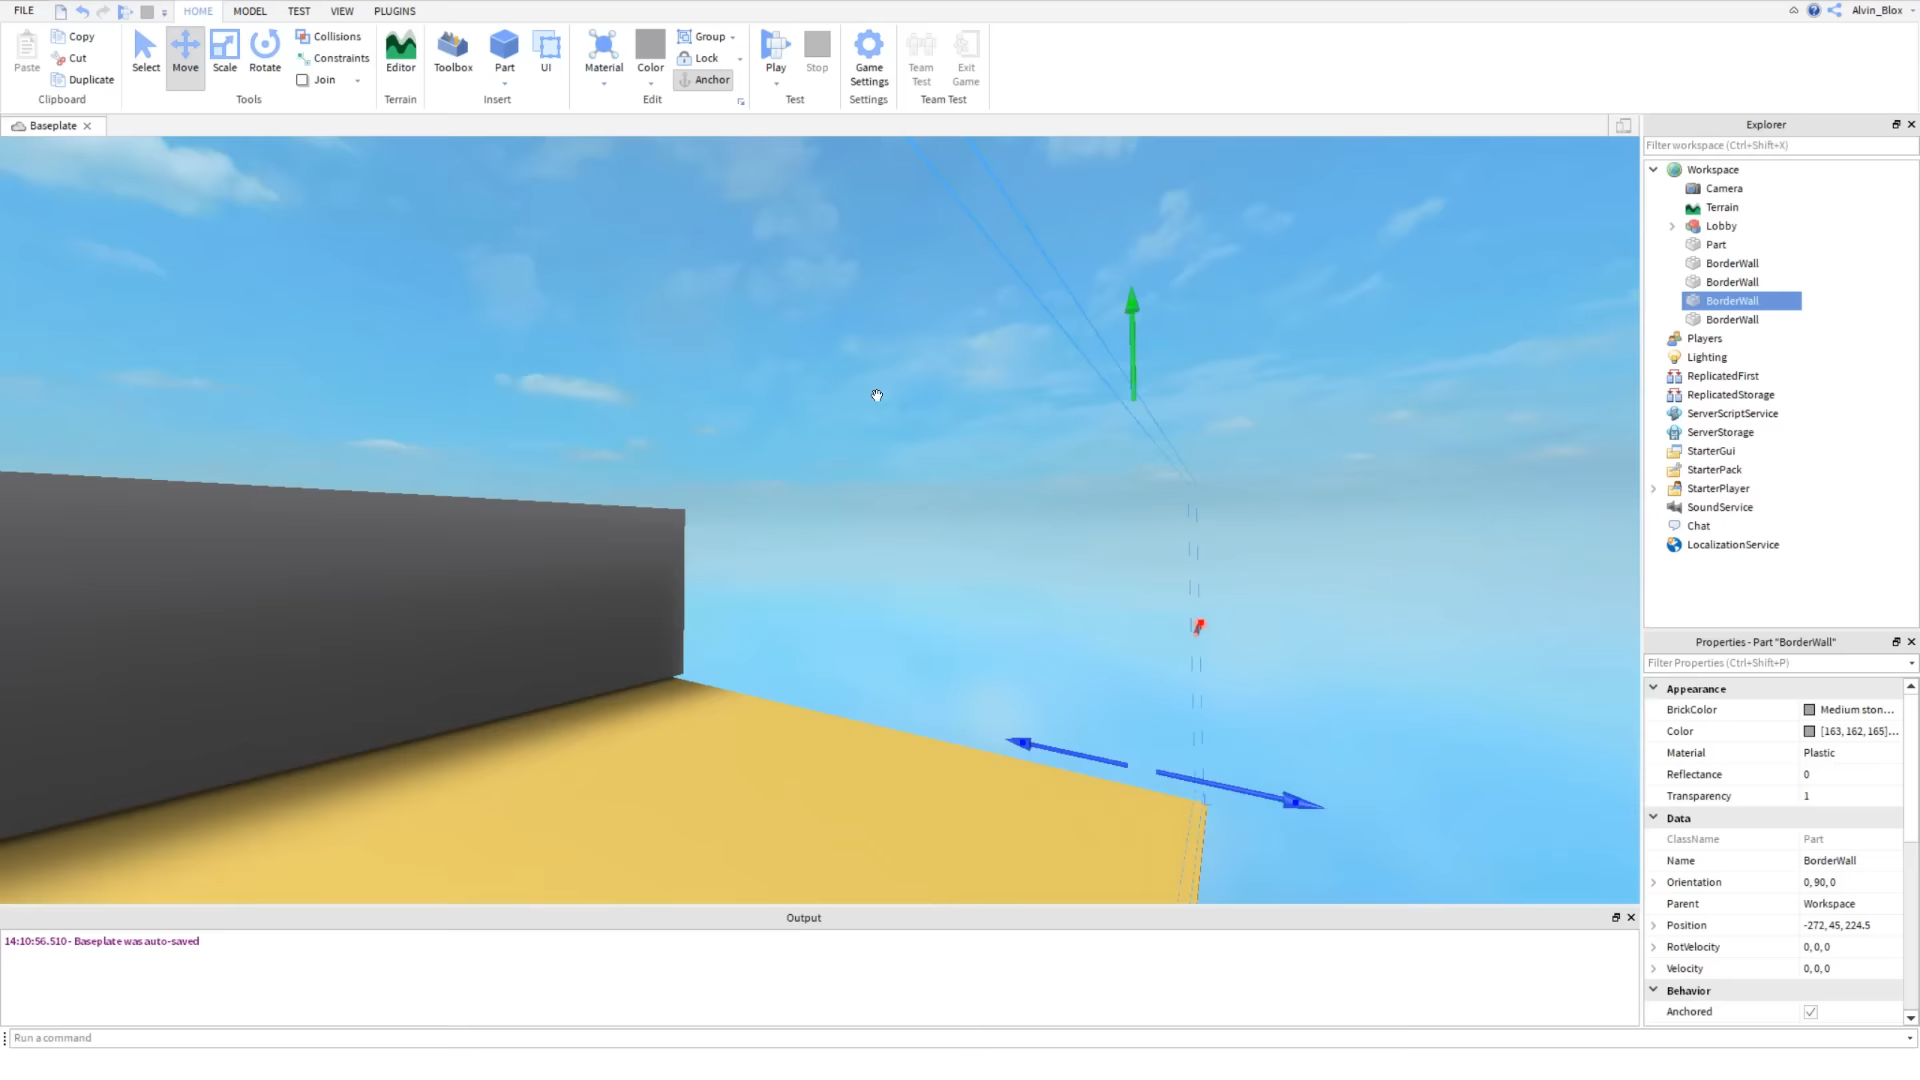 FILE
HOME
MODEL
TEST
VIEW
PLUGINS
Alvin_Blox
Paste
Copy
Cut
Duplicate
Clipboard
Select
Move
Scale
Rotate
Collisions
Constraints
Join
Tools
Editor
Terrain
Toolbox
Part
UI
Insert
Material
Color
Group
Lock
Anchor
Edit
Play
Stop
Test
Game
Settings
Settings
Team
Test
Exit
Game
Team Test
Baseplate
Explorer
Filter workspace (Ctrl+Shift+X)
Workspace
Camera
Terrain
Lobby
Part
BorderWall
BorderWall
BorderWall
BorderWall
Players
Lighting
ReplicatedFirst
ReplicatedStorage
ServerScriptService
ServerStorage
StarterGui
StarterPack
StarterPlayer
SoundService
Chat
LocalizationService
Properties - Part "BorderWall"
Filter Properties (Ctrl+Shift+P)
Appearance
BrickColor Medium ston...
Color [163, 162, 165]...
Material Plastic
Reflectance 0
Transparency 1
Data
ClassName Part
Name BorderWall
Orientation 0, 90, 0
Parent Workspace
Position -272, 45, 224.5
RotVelocity 0, 0, 0
Velocity 0, 0, 0
Behavior
Anchored
Output
14:10:56.510 - Baseplate was auto-saved
Run a command